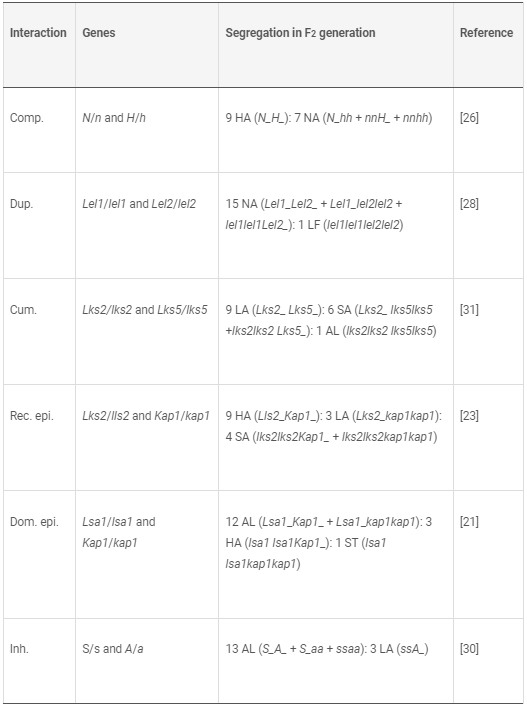 Interaction Genes Segregation in F2 generation Reference
Comp. N/n and H/h 9 HA (N_H_): 7 NA (N_hh + nnH_ + nnhh) [26]
Dup. Lel1/lel1 and Lel2/lel2 15 NA (Lel1_Lel2_ + Lel1_lel2lel2 + [28]
lel1lel1Lel2_): 1 LF (lel1lel1lel2lel2)
Cum. Lks2/lks2 and Lks5/lks5 9 LA (Lks2_ Lks5_): 6 SA (Lks2_ lks5lks5 [31]
+lks2lks2 Lks5_): 1 AL (lks2lks2 lks5lks5)
Rec. epi. Lks2/lls2 and Kap1/kap1 9 HA (Lls2_Kap1_): 3 LA (Lks2_kap1kap1): [23]
4 SA (lks2lks2Kap1_ + lks2lks2kap1kap1)
Dom. epi. Lsa1/lsa1 and 12 AL (Lsa1_Kap1_ + Lsa1_kap1kap1): 3 [21]
Kap1/kap1 HA (lsa1 lsa1Kap1_): 1 ST (lsa1
lsa1kap1kap1)
Inh. S/s and A/a 13 AL (S_A_ + S_aa + ssaa): 3 LA (ssA_) [30]